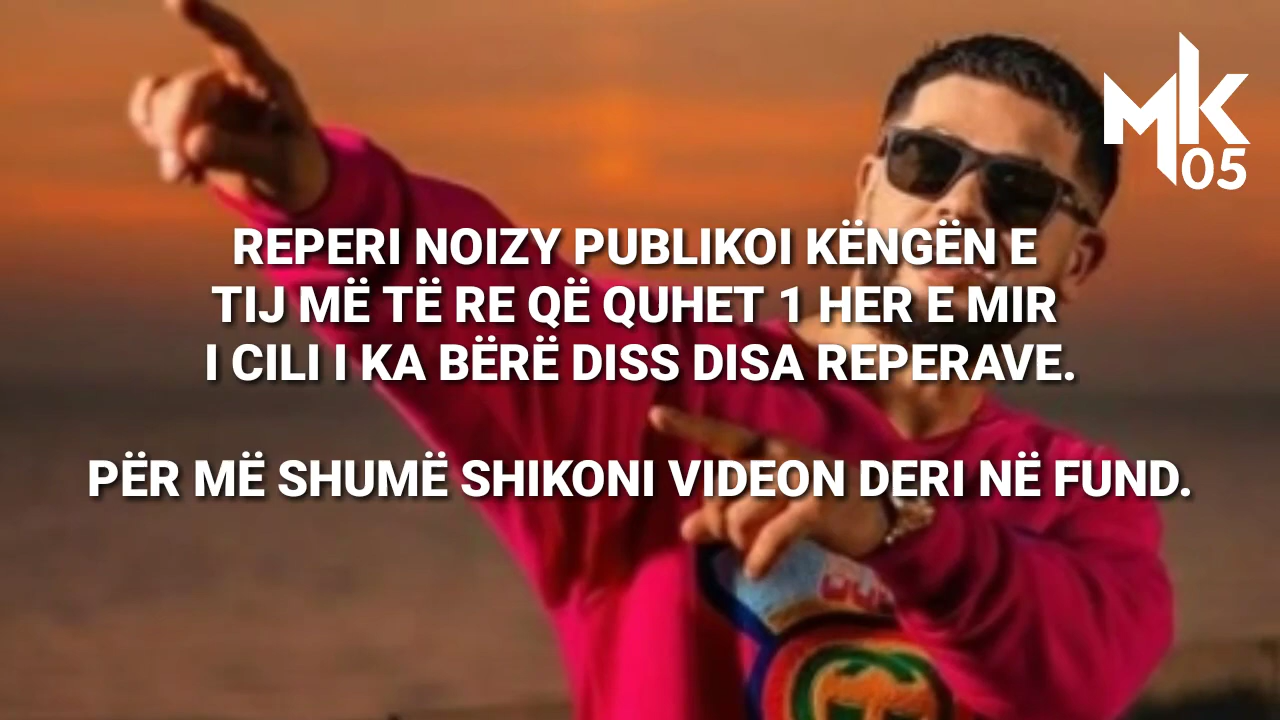 MK
05
REPERI NOIZY PUBLIKOI KËNGËN E
TIJ MË TË RE QË QUHET 1 HER E MIR
I CILI I KA BËRË DISS DISA REPERAVE.
PËR MË SHUMË SHIKONI VIDEON DERI NË FUND.